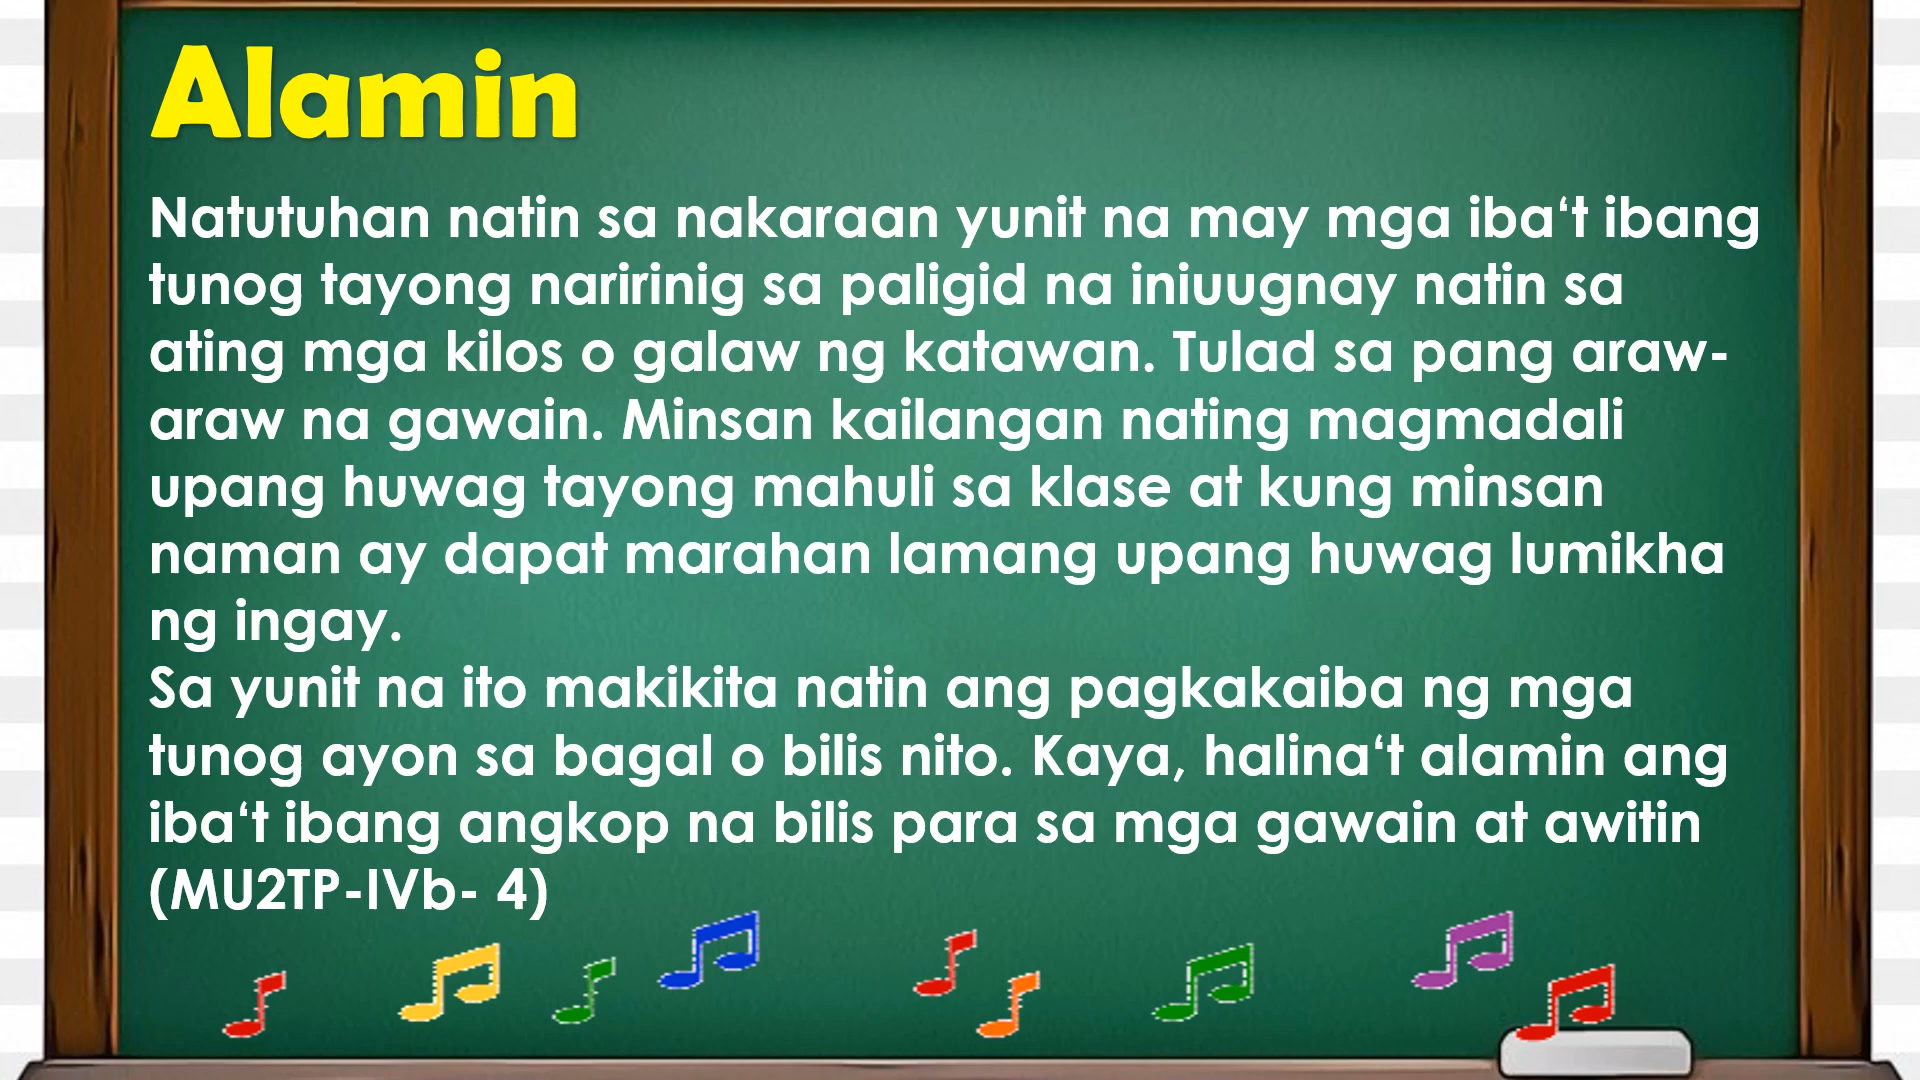 Alamin
Natutuhan natin sa nakaraan yunit na may mga iba‘t ibang
tunog tayong naririnig sa paligid na iniuugnay natin sa
ating mga kilos o galaw ng katawan. Tulad sa pang araw-
araw na gawain. Minsan kailangan nating magmadali
upang huwag tayong mahuli sa klase at kung minsan
naman ay dapat marahan lamang upang huwag lumikha
ng ingay.
Sa yunit na ito makikita natin ang pagkakaiba ng mga
tunog ayon sa bagal o bilis nito. Kaya, halina‘t alamin ang
iba‘t ibang angkop na bilis para sa mga gawain at awitin
(MU2TP-IVb- 4)